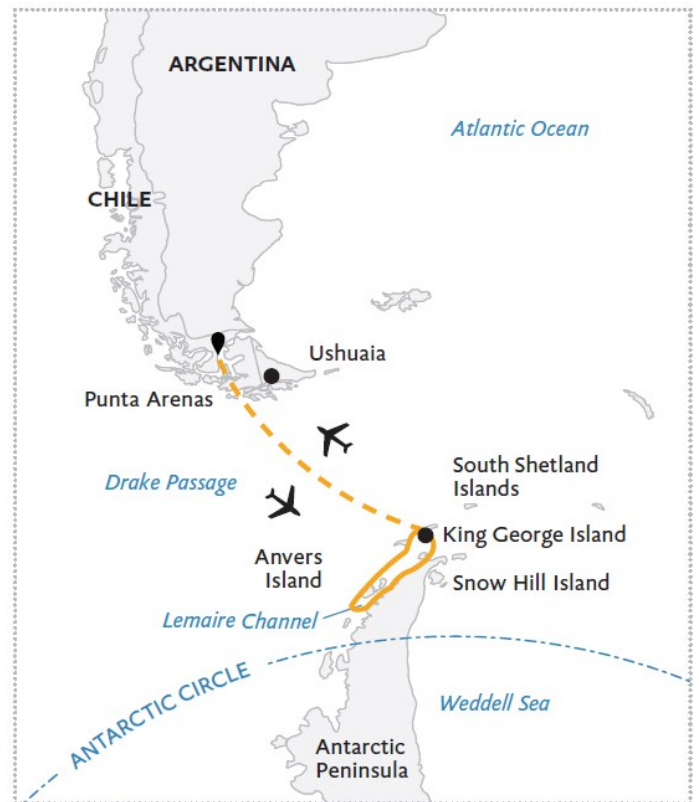 ARGENTINA
Atlantic Ocean
CHILE
Ushuaia
Punta Arenas
Drake Passage
South Shetland
Islands
King George Island
Anvers
Island
Snow Hill Island
Lemaire Channel
ANTARCTIC CIRCLE
Weddell Sea
Antarctic
Peninsula